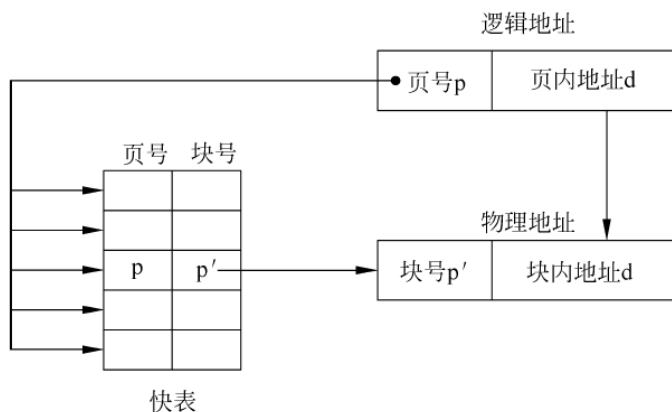 逻辑地址
页号p 页内地址d
页号 块号
物理地址
p p′
块号p′ 块内地址d
快表